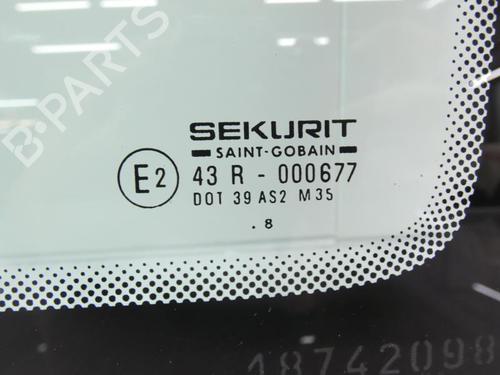 B-PARTS
SEKURIT
SAINT-GOBAIN
E2 43 R - 000677
DOT 39 AS2 M35
. 8
18742098